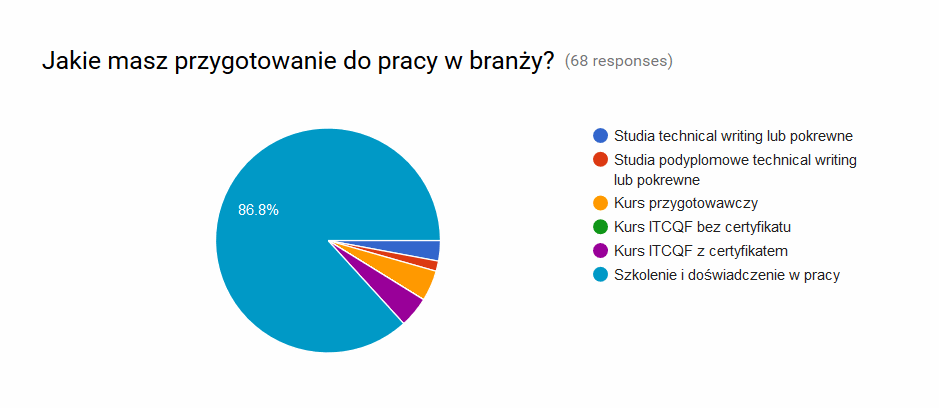 Jakie masz przygotowanie do pracy w branży? (68 responses)
86.8%
Studia technical writing lub pokrewne
Studia podyplomowe technical writing
lub pokrewne
Kurs przygotowawczy
Kurs ITCQF bez certyfikatu
Kurs ITCQF z certyfikatem
Szkolenie i doświadczenie w pracy